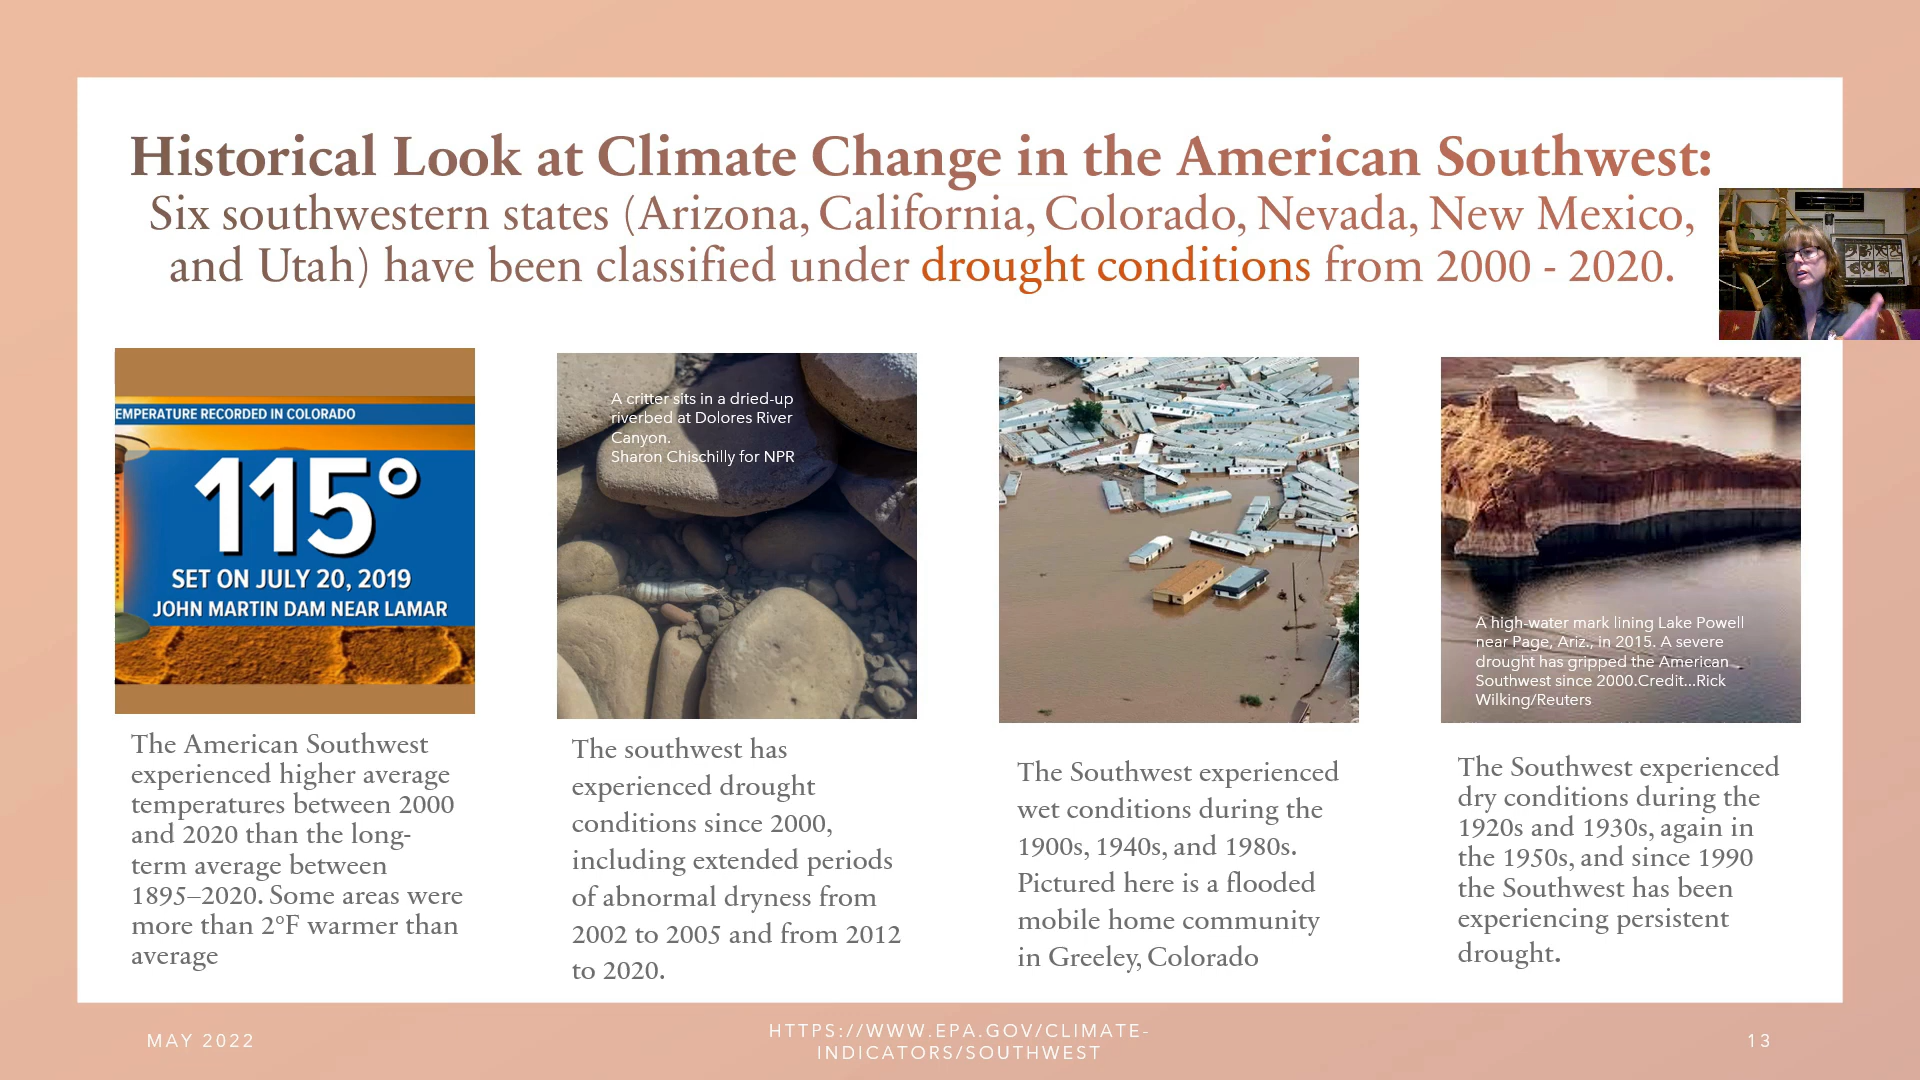 Historical Look at Climate Change in the American Southwest:
Six southwestern states (Arizona, California, Colorado, Nevada, New Mexico,
and Utah) have been classified under drought conditions from 2000 - 2020.
EMPERATURE RECORDED IN COLORADO
115°
SET ON JULY 20, 2019
JOHN MARTIN DAM NEAR LAMAR
The American Southwest
experienced higher average
temperatures between 2000
and 2020 than the long-
term average between
1895–2020. Some areas were
more than 2°F warmer than
average
A critter sits in a dried-up
riverbed at Dolores River
Canyon.
Sharon Chischilly for NPR
The southwest has
experienced drought
conditions since 2000,
including extended periods
of abnormal dryness from
2002 to 2005 and from 2012
to 2020.
The Southwest experienced
wet conditions during the
1900s, 1940s, and 1980s.
Pictured here is a flooded
mobile home community
in Greeley, Colorado
A high-water mark lining Lake Powell
near Page, Ariz., in 2015. A severe
drought has gripped the American
Southwest since 2000.Credit...Rick
Wilking/Reuters
The Southwest experienced
dry conditions during the
1920s and 1930s, again in
the 1950s, and since 1990
the Southwest has been
experiencing persistent
drought.
MAY 2022
HTTPS://WWW.EPA.GOV/CLIMATE-
INDICATORS/SOUTHWEST
13